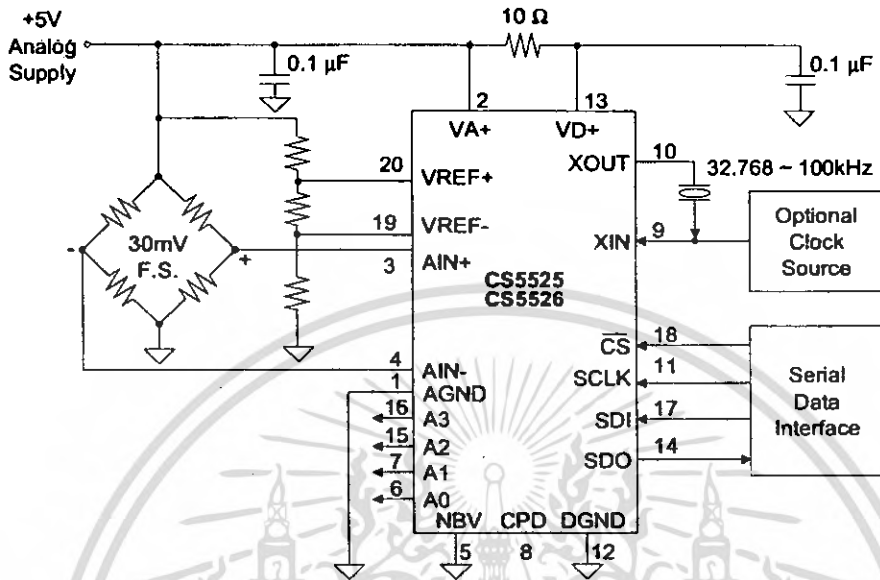 +5V
Analog
Supply
10 Ω
0.1 µF
0.1 µF
2
13
VA+
VD+
20
VREF+
19
VREF-
3
AIN+
30mV
F.S.
-
+
CS5525
CS5526
10
XOUT
32.768 ~ 100kHz
9
XIN
Optional
Clock
Source
18
CS
11
SCLK
17
SDI
14
SDO
Serial
Data
Interface
4
AIN-
1
AGND
16
A3
15
A2
7
A1
6
A0
NBV
CPD
DGND
5
8
12